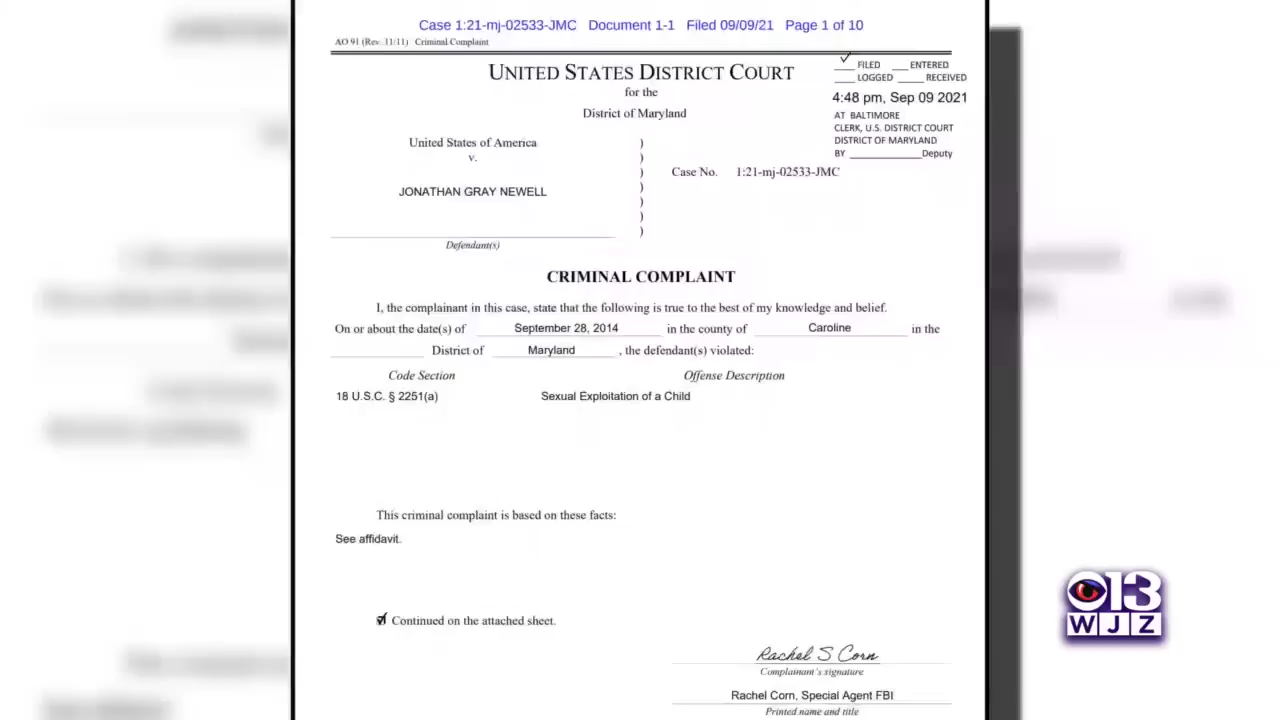 Case 1:21-mj-02533-JMC Document 1-1 Filed 09/09/21 Page 1 of 10
AO 91 (Rev. 11/11) Criminal Complaint
UNITED STATES DISTRICT COURT
for the
District of Maryland
✓ FILED ___ ENTERED
___ LOGGED ___ RECEIVED
4:48 pm, Sep 09 2021
AT BALTIMORE
CLERK, U.S. DISTRICT COURT
DISTRICT OF MARYLAND
BY ___ Deputy
United States of America
v.
JONATHAN GRAY NEWELL
Defendant(s)
Case No. 1:21-mj-02533-JMC
CRIMINAL COMPLAINT
I, the complainant in this case, state that the following is true to the best of my knowledge and belief.
On or about the date(s) of September 28, 2014 in the county of Caroline in the
District of Maryland , the defendant(s) violated:
Code Section Offense Description
18 U.S.C. § 2251(a) Sexual Exploitation of a Child
This criminal complaint is based on these facts:
See affidavit.
Continued on the attached sheet.
Rachel S Corn
Complainant's signature
Rachel Corn, Special Agent FBI
Printed name and title
13
WJZ